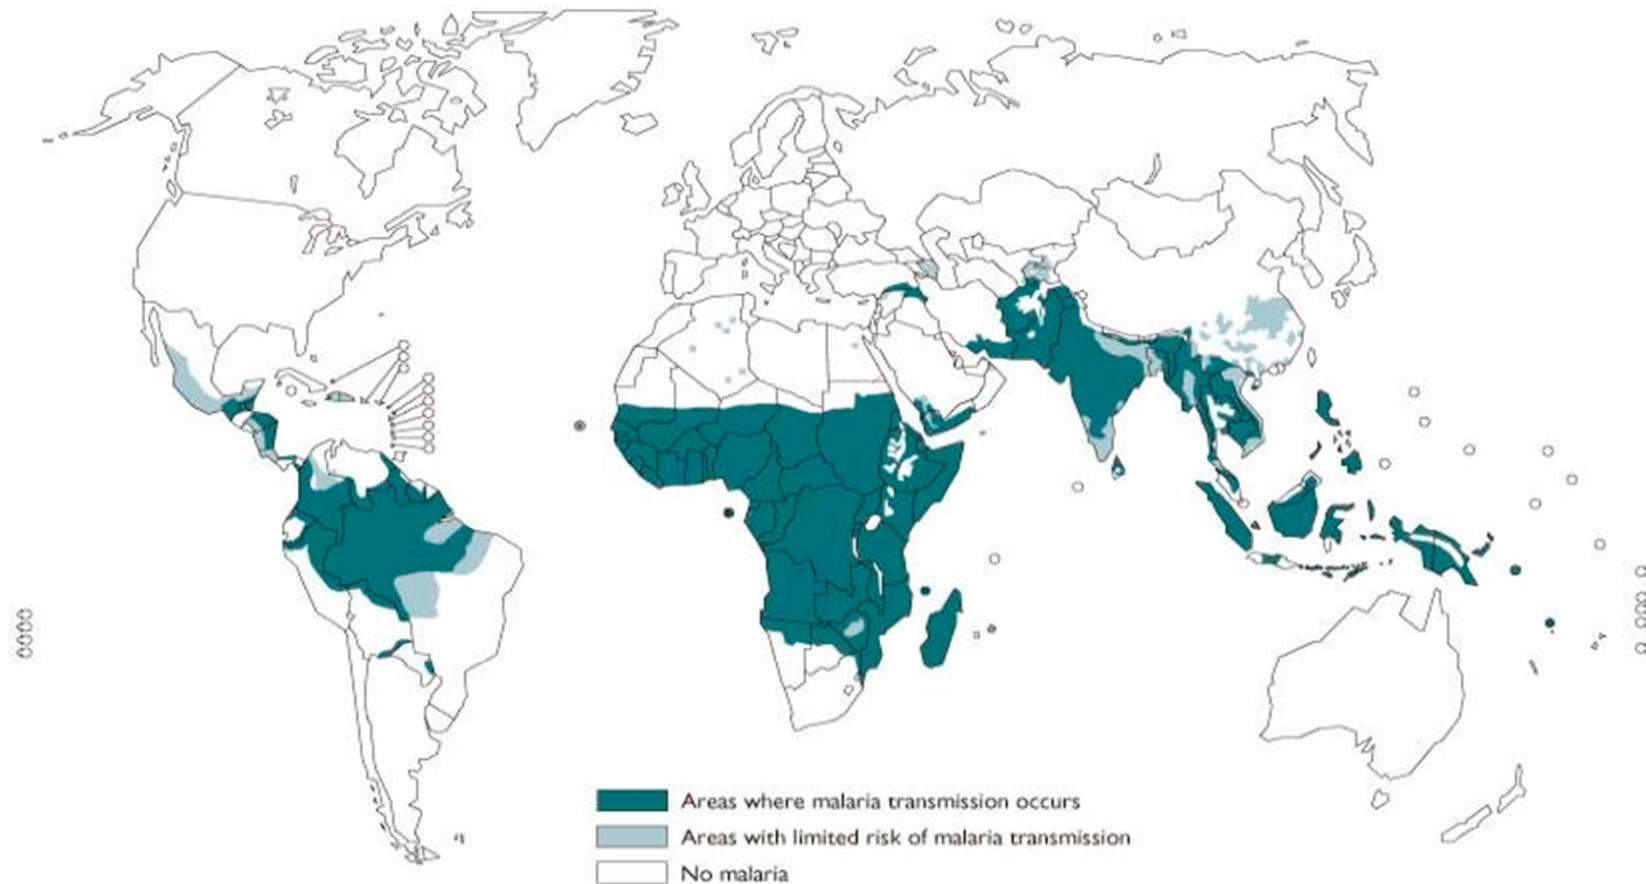 Areas where malaria transmission occurs
Areas with limited risk of malaria transmission
No malaria